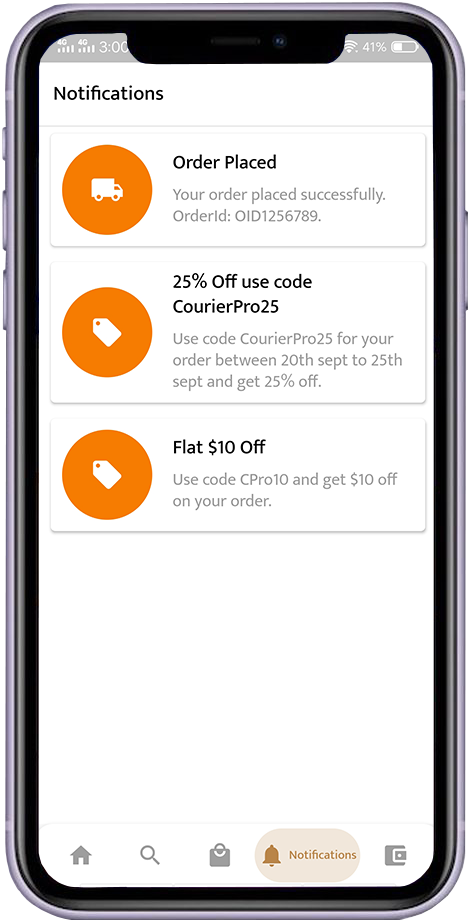 4G 4G 3:00 41%
Notifications
Order Placed
Your order placed successfully.
OrderId: OID1256789.
25% Off use code
CourierPro25
Use code CourierPro25 for your
order between 20th sept to 25th
sept and get 25% off.
Flat $10 Off
Use code CPro10 and get $10 off
on your order.
Notifications